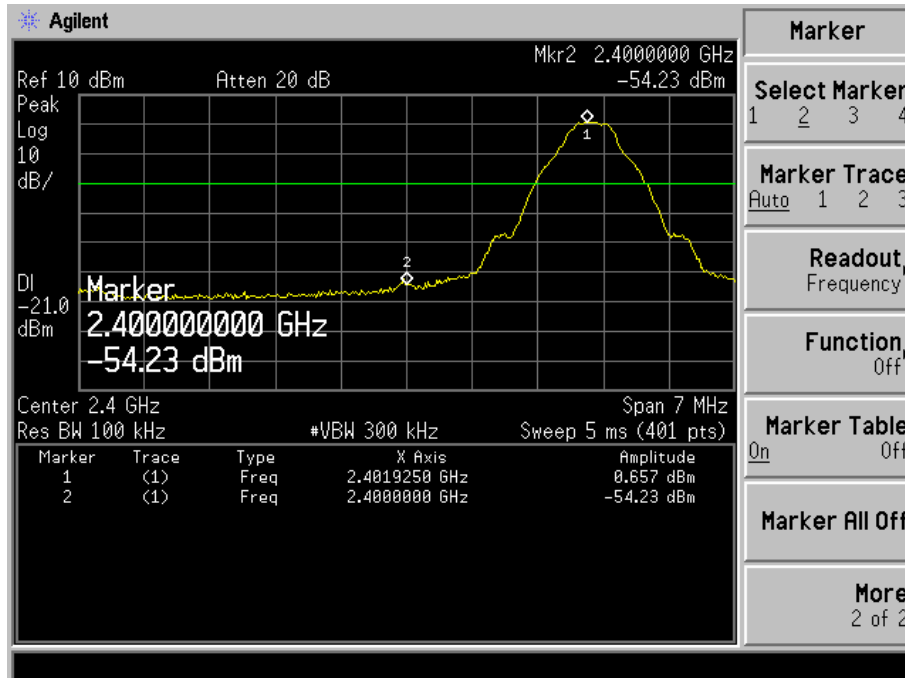 Agilent
Mkr2 2.4000000 GHz
Ref 10 dBm Atten 20 dB -54.23 dBm
Peak
Log
10
dB/
1
2
DI
-21.0
dBm
Marker
2.400000000 GHz
-54.23 dBm
Center 2.4 GHz Span 7 MHz
Res BW 100 kHz #VBW 300 kHz Sweep 5 ms (401 pts)
Marker Trace Type X Axis Amplitude
1 (1) Freq 2.4019250 GHz 0.657 dBm
2 (1) Freq 2.4000000 GHz -54.23 dBm
Marker
Select Marker
1 2 3 4
Marker Trace
Auto 1 2 3
Readout,
Frequency
Function,
Off
Marker Table
On Off
Marker All Off
More
2 of 2